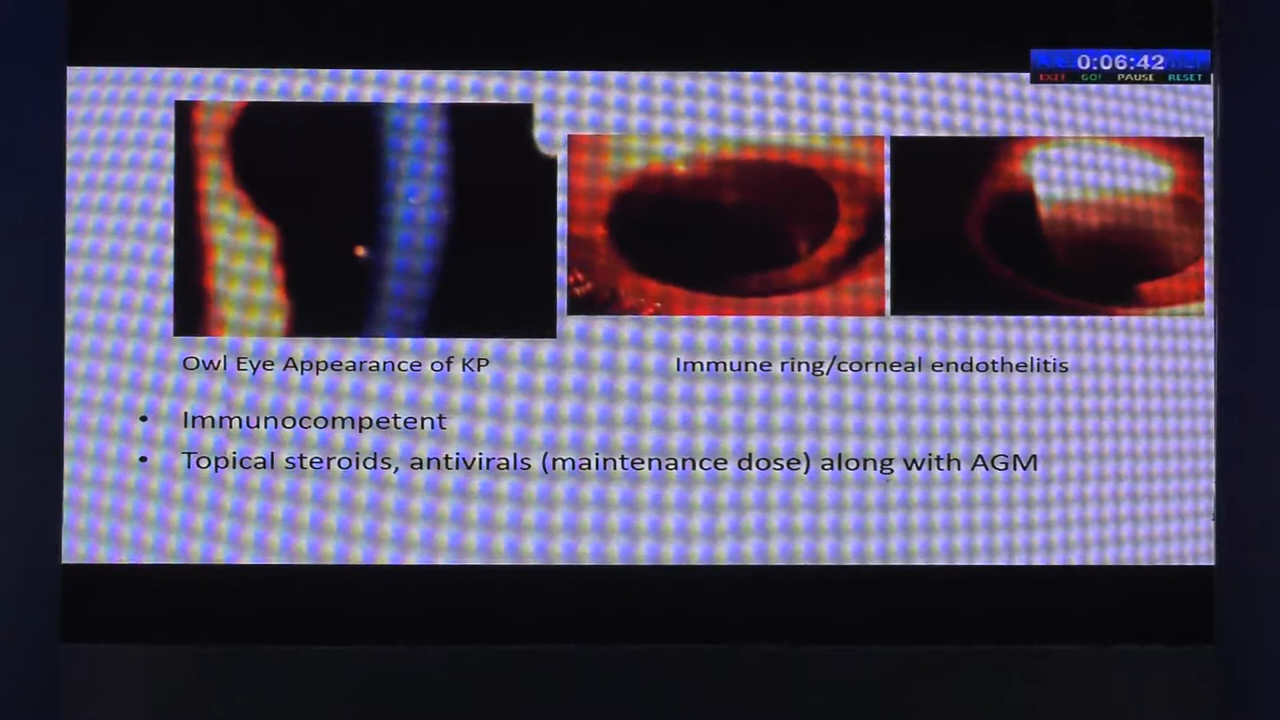 0:06:42
EXIT GO! PAUSE RESET
Owl Eye Appearance of KP
Immune ring/corneal endothelitis
• Immunocompetent
• Topical steroids, antivirals (maintenance dose) along with AGM